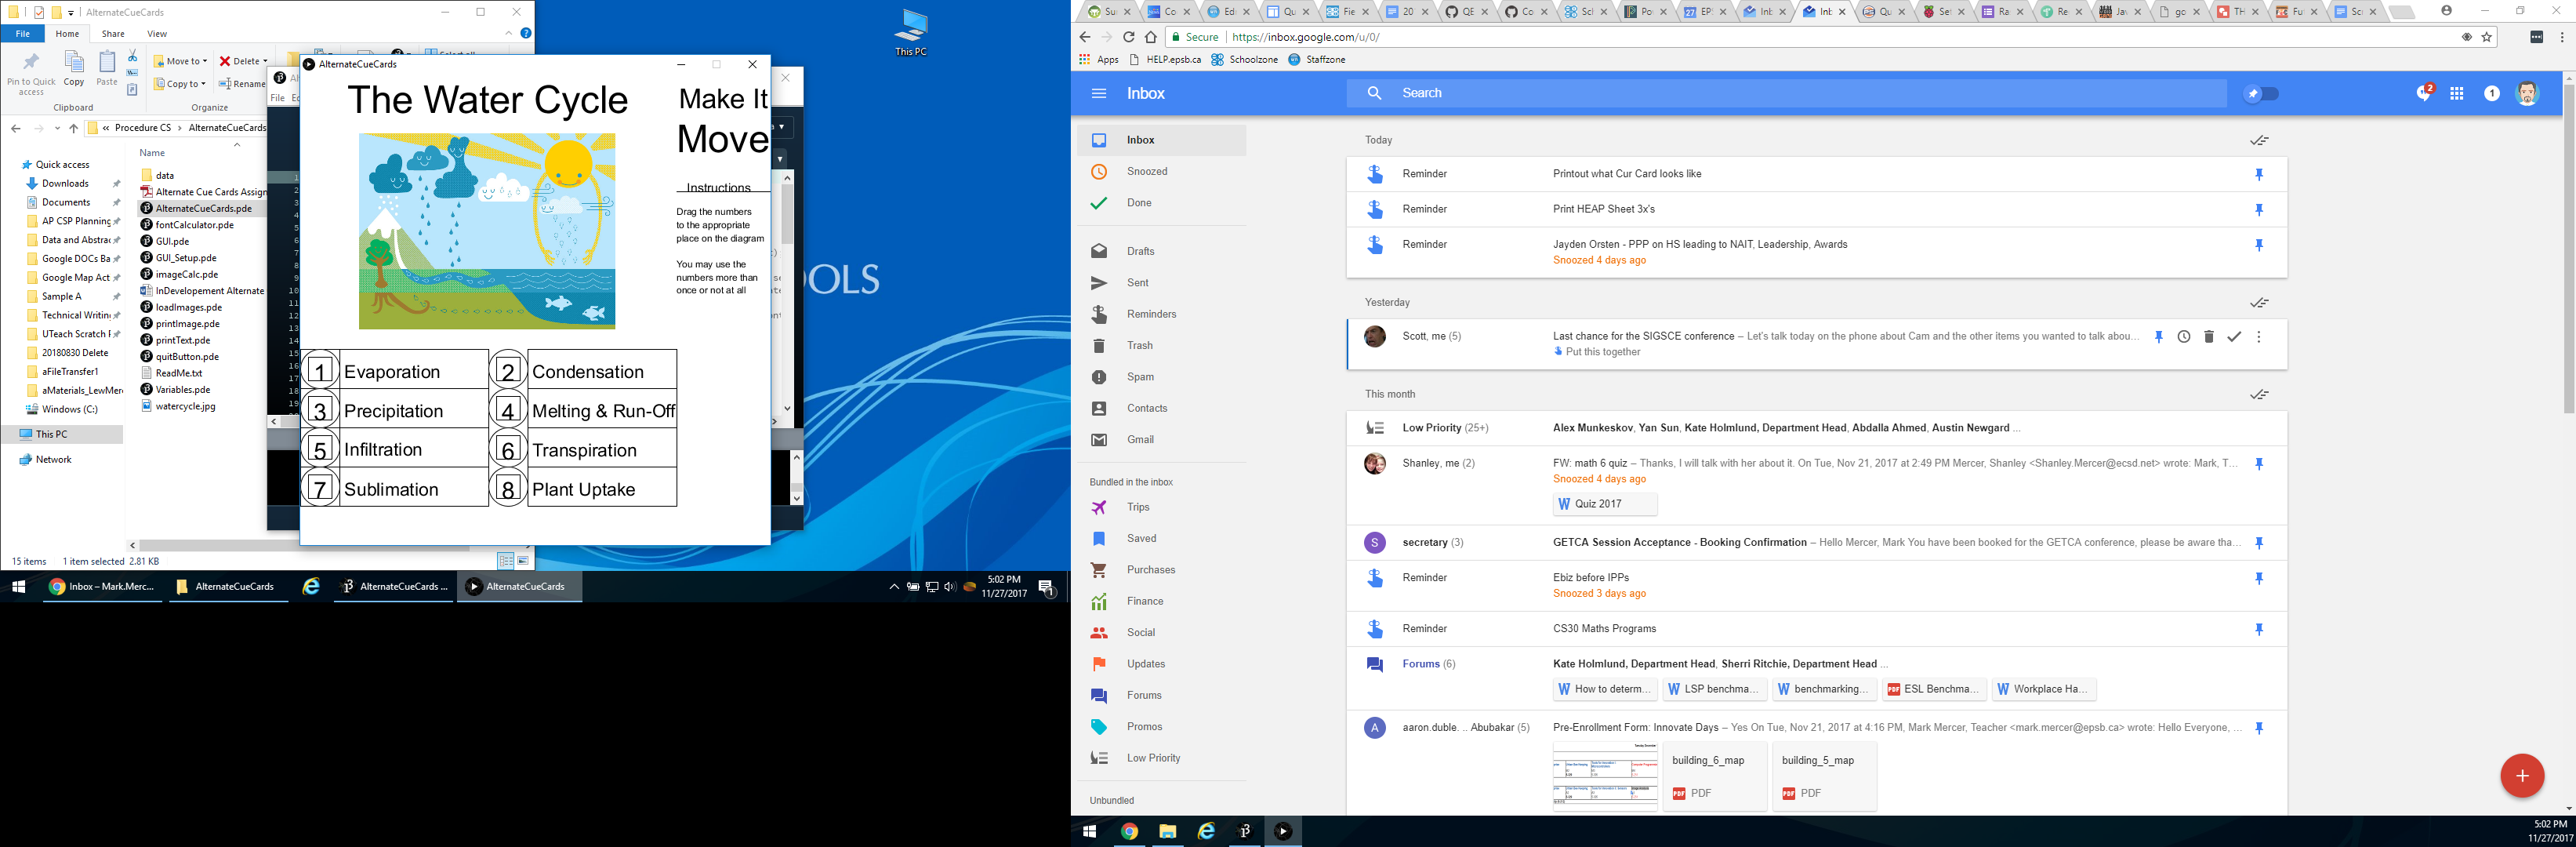 AlternateCueCards
File
Home
Share
View
Pin to Quick access
Copy
Paste
Move to
Copy to
Delete
Rename
Select all
Clipboard
Organize
« Procedure CS > AlternateCueCards
Name
Quick access
Downloads
Documents
AP CSP Planning
Data and Abstrac
Google DOCs Ba
Google Map Act
Sample A
Technical Writing
UTeach Scratch F
20180830 Delete
aFileTransfer1
aMaterials_LewMerc
Windows (C:)
This PC
Network
data
Alternate Cue Cards Assign
AlternateCueCards.pde
fontCalculator.pde
GUI.pde
GUI_Setup.pde
imageCalc.pde
InDevelopement Alternate
loadImages.pde
printImage.pde
printText.pde
quitButton.pde
ReadMe.txt
Variables.pde
watercycle.jpg
15 items
1 item selected 2.81 KB
File
AlternateCueCards
The Water Cycle
Make It
Move
Instructions
Drag the numbers
to the appropriate
place on the diagram
You may use the
numbers more than
once or not at all
1 Evaporation
2 Condensation
3 Precipitation
4 Melting & Run-Off
5 Infiltration
6 Transpiration
7 Sublimation
8 Plant Uptake
This PC
OOLS
Inbox – Mark.Merc...
AlternateCueCards
AlternateCueCards ...
AlternateCueCards
5:02 PM
11/27/2017
Secure
https://inbox.google.com/u/0/
Apps
HELP.epsb.ca
Schoolzone
Staffzone
Inbox
Search
2
1
Inbox
Snoozed
Done
Drafts
Sent
Reminders
Trash
Spam
Contacts
Gmail
Bundled in the inbox
Trips
Saved
Purchases
Finance
Social
Updates
Forums
Promos
Low Priority
Unbundled
Today
Reminder Printout what Cur Card looks like
Reminder Print HEAP Sheet 3x's
Reminder Jayden Orsten - PPP on HS leading to NAIT, Leadership, Awards
Snoozed 4 days ago
Yesterday
Scott, me (5) Last chance for the SIGSCE conference – Let's talk today on the phone about Cam and the other items you wanted to talk abou...
Put this together
This month
Low Priority (25+) Alex Munkeskov, Yan Sun, Kate Holmlund, Department Head, Abdalla Ahmed, Austin Newgard ...
Shanley, me (2) FW: math 6 quiz – Thanks, I will talk with her about it. On Tue, Nov 21, 2017 at 2:49 PM Mercer, Shanley <Shanley.Mercer@ecsd.net> wrote: Mark, T...
Snoozed 4 days ago
Quiz 2017
secretary (3) GETCA Session Acceptance - Booking Confirmation – Hello Mercer, Mark You have been booked for the GETCA conference, please be aware tha...
Reminder Ebiz before IPPs
Snoozed 3 days ago
Reminder CS30 Maths Programs
Forums (6) Kate Holmlund, Department Head, Sherri Ritchie, Department Head ...
How to determ...
LSP benchma...
benchmarking...
ESL Benchma...
Workplace Ha...
aaron.duble. .. Abubakar (5) Pre-Enrollment Form: Innovate Days – Yes On Tue, Nov 21, 2017 at 4:16 PM, Mark Mercer, Teacher <mark.mercer@epsb.ca> wrote: Hello Everyone, ...
building_6_map
PDF
building_5_map
PDF
5:02 PM
11/27/2017